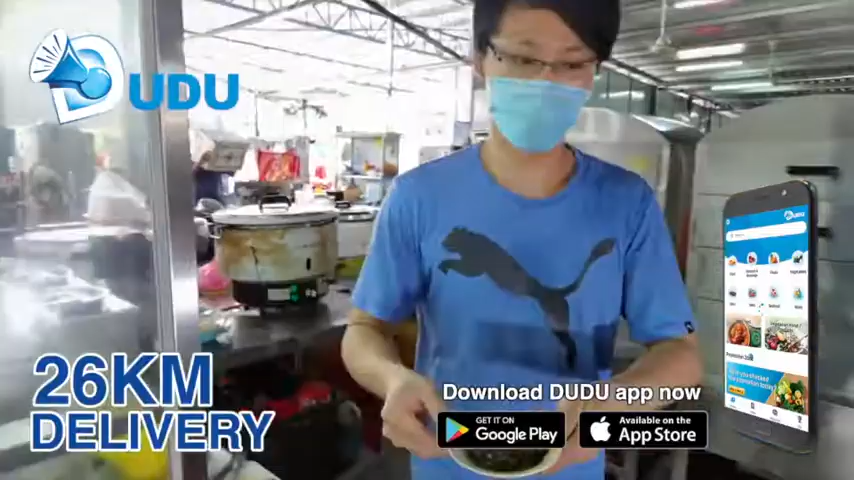 DUDU
26KM
DELIVERY
Download DUDU app now
GET IT ON
Google Play
Available on the
App Store